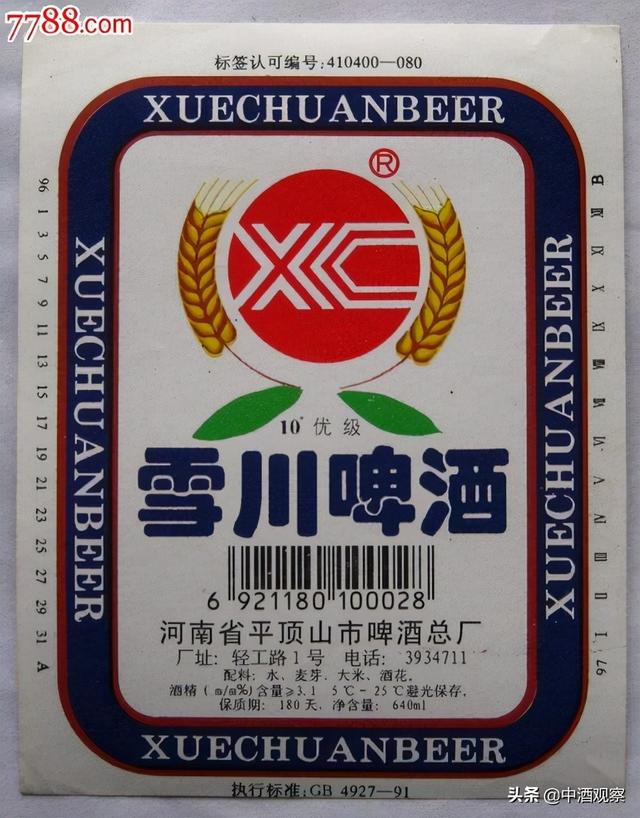 7788.com
标签认可编号:410400—080
XUECHUANBEER
XUECHUANBEER
XUECHUANBEER
96 1 3 5 7 9 11 13 15 17 19 21 23 25 27 29 31 A
B
97
R
XC
10° 优级
雪川啤酒
6 921180 100028
河南省平顶山市啤酒总厂
厂址: 轻工路1号 电话: 3934711
配料: 水、麦芽、大米、酒花。
酒精(m/m%)含量≥3.1 5℃-25℃避光保存。
保质期: 180天、净含量: 640ml
XUECHUANBEER
执行标准:GB 4927—91
头条@中酒观察